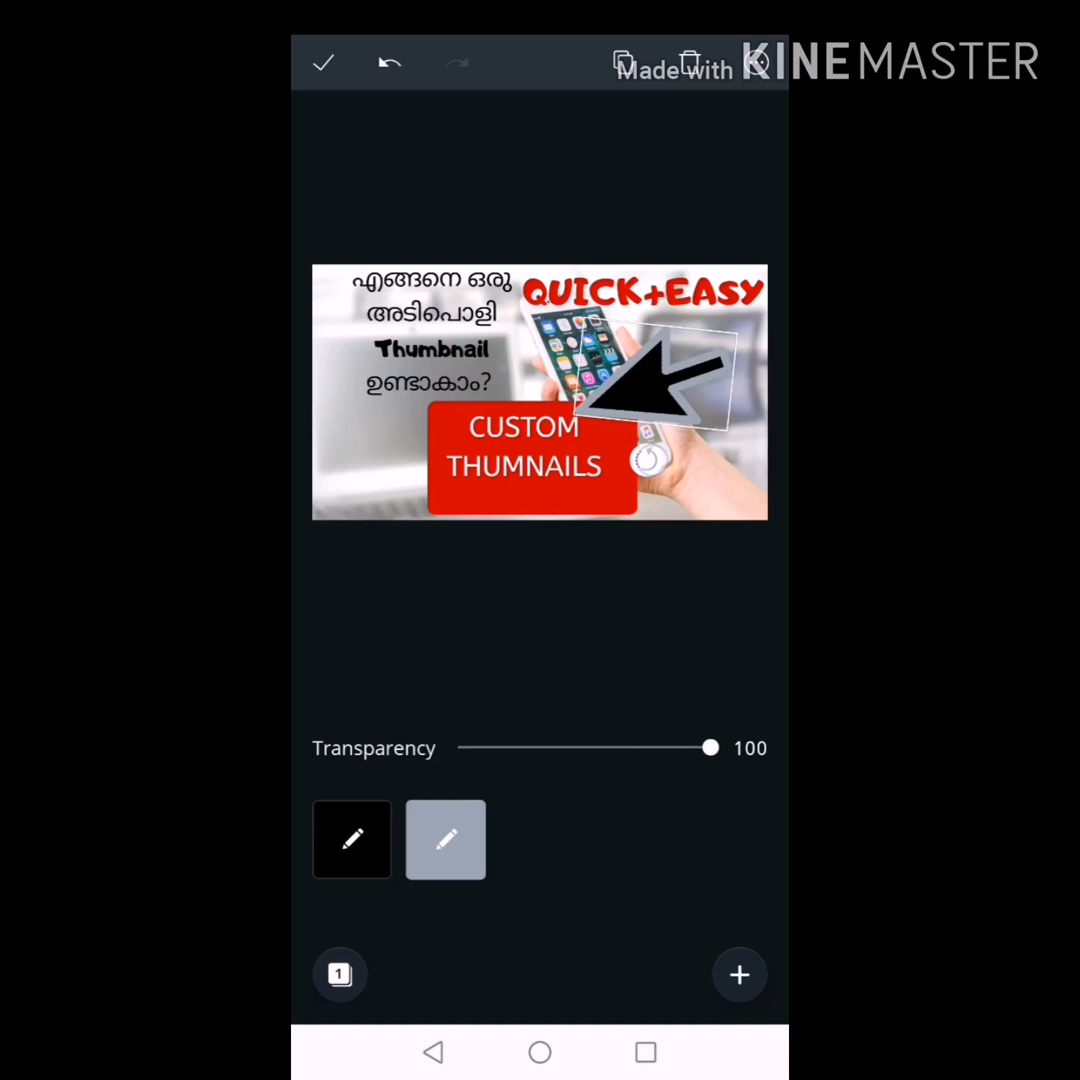 Made with KINEMASTER
എങ്ങനെ ഒരു
അടിപൊളി
Thumbnail
ഉണ്ടാകാം?
QUICK+EASY
CUSTOM
THUMNAILS
Transparency 100
1